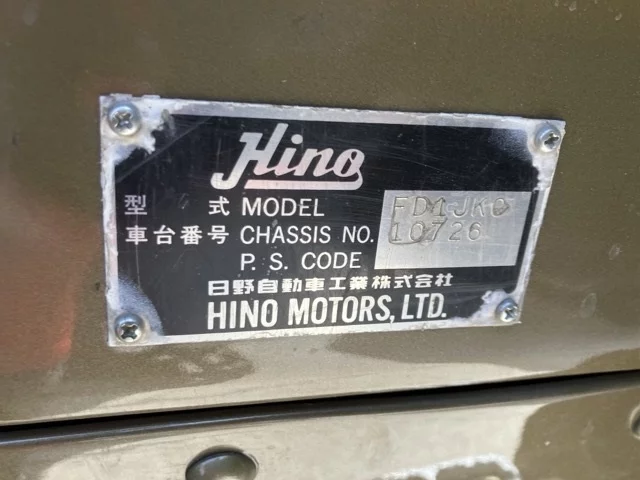 Hino
型 式 MODEL FD1JKC
車台番号 CHASSIS NO. 10726
P. S. CODE
日野自動車工業株式会社
HINO MOTORS, LTD.